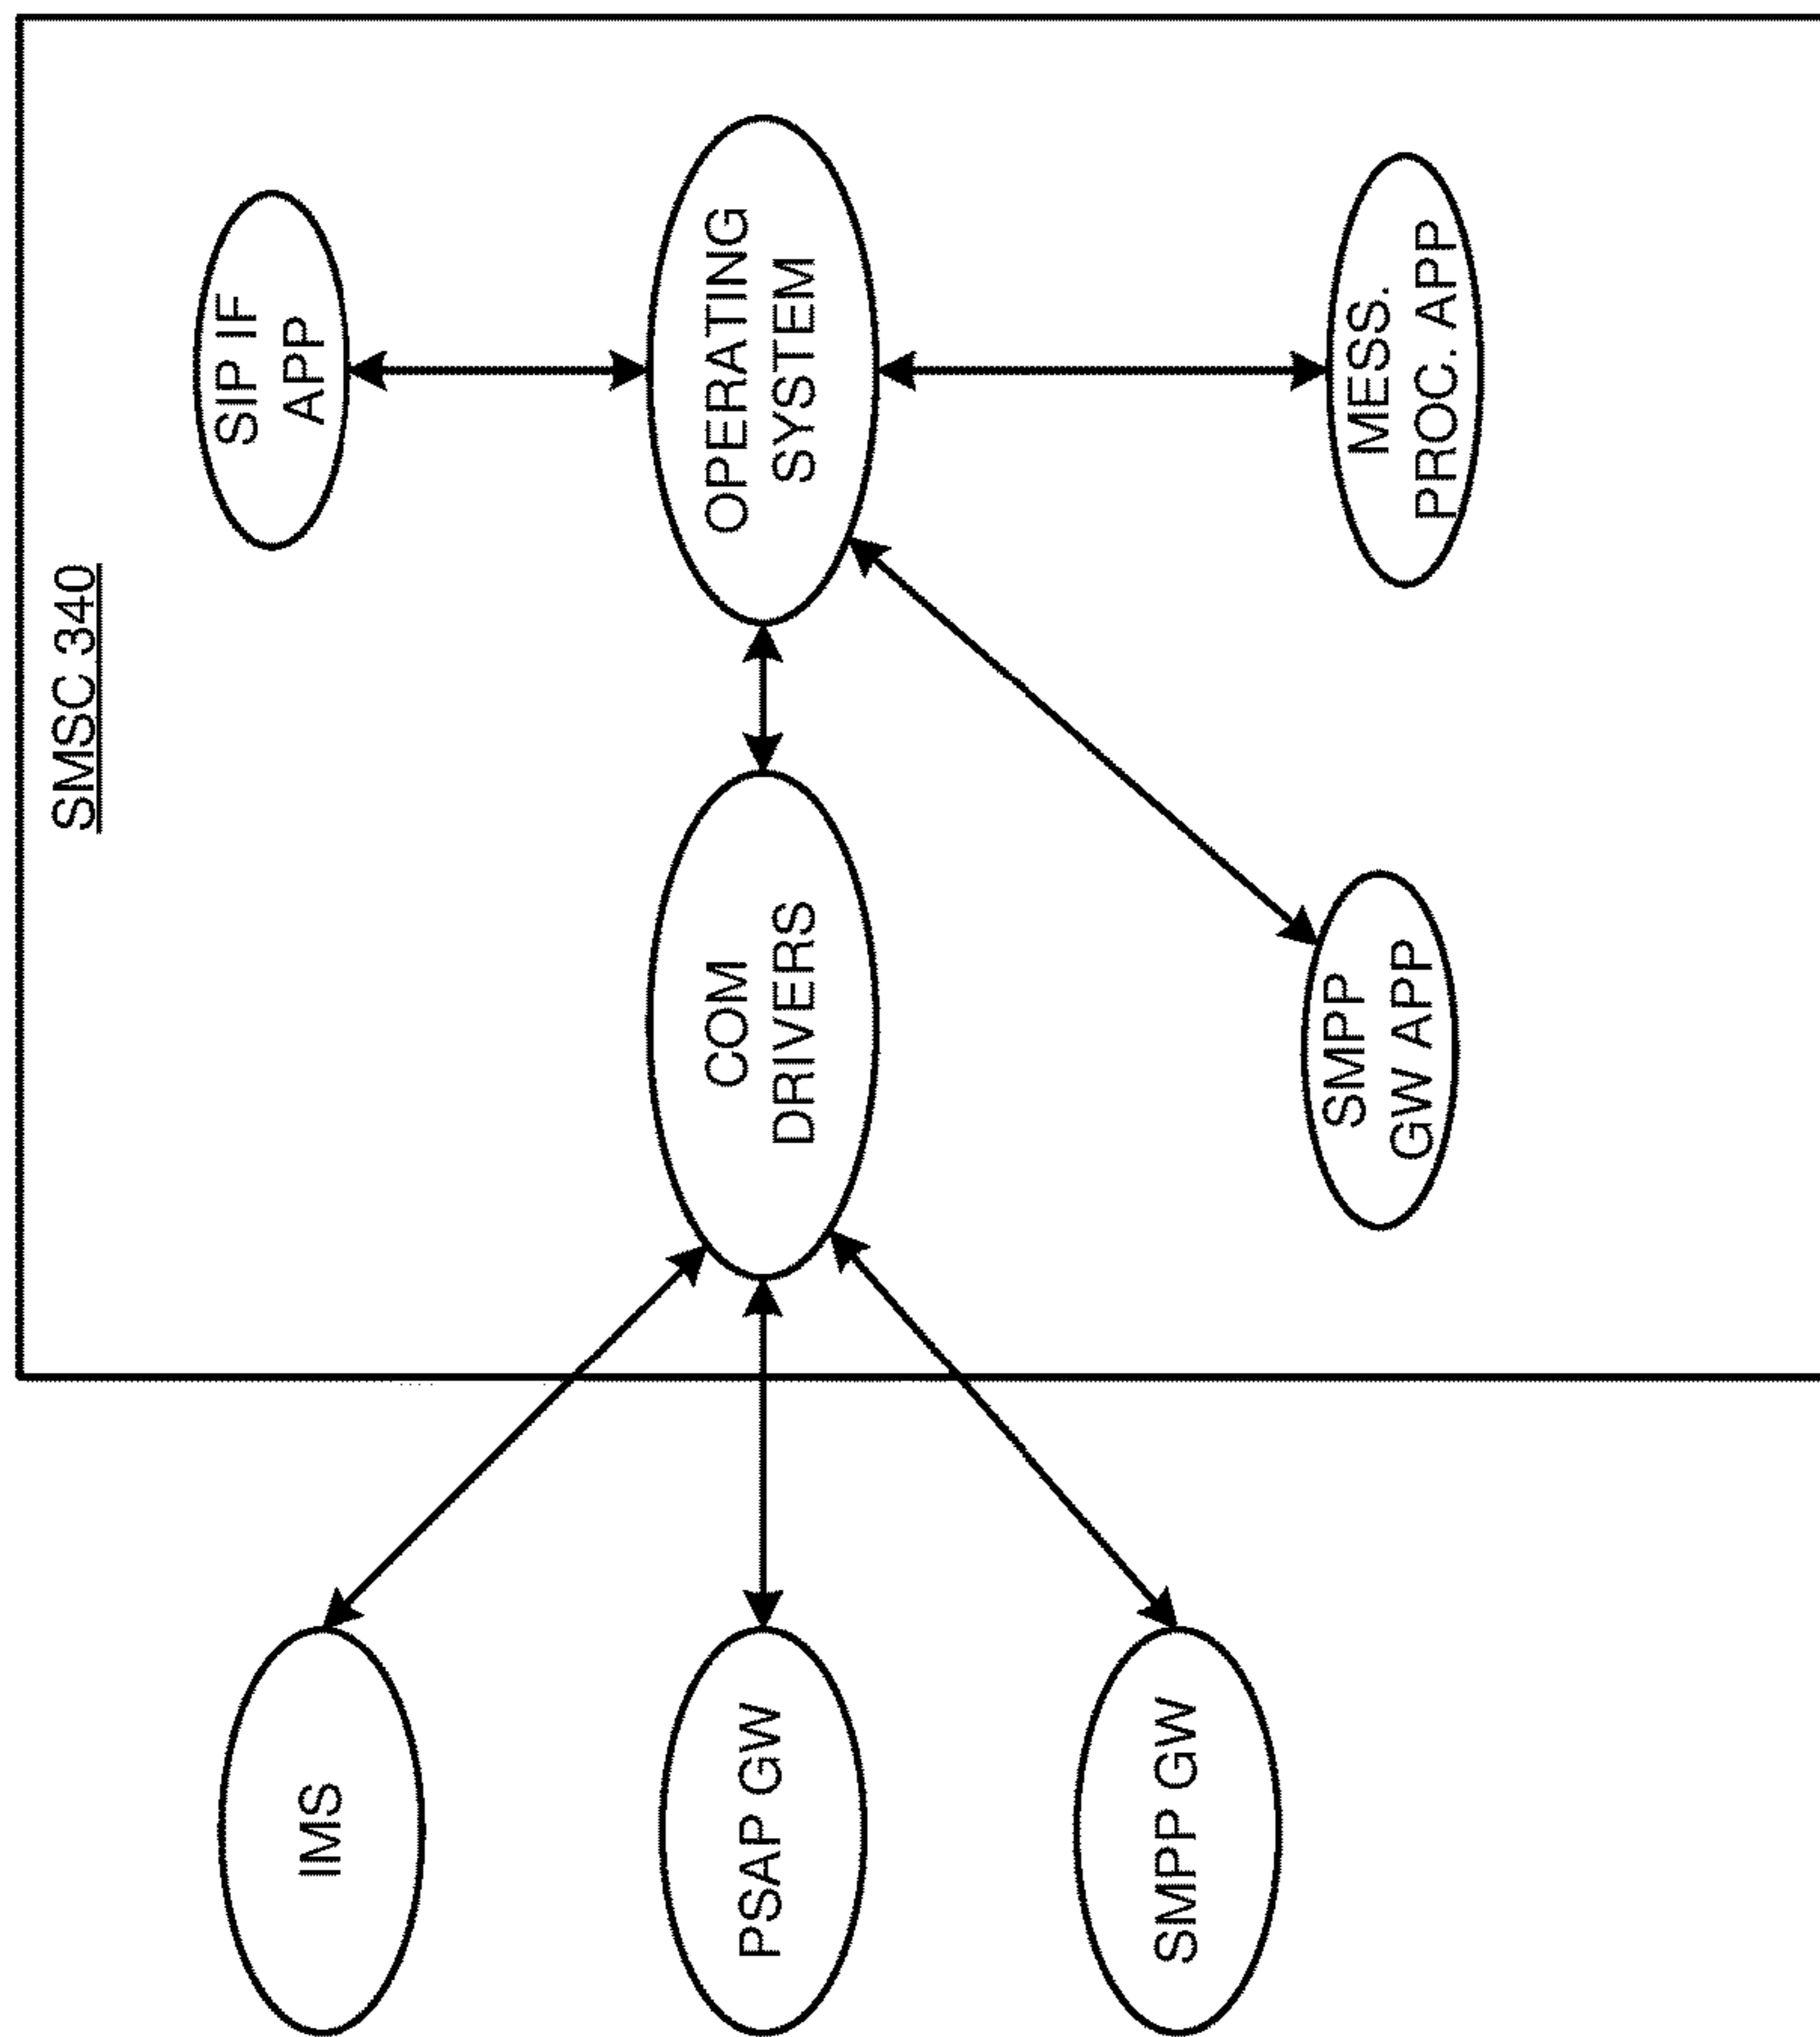 SMSC 340
IMS
PSAP GW
SMPP GW
COM
DRIVERS
SMPP
GW APP
SIP IF
APP
OPERATING
SYSTEM
MESS.
PROC. APP